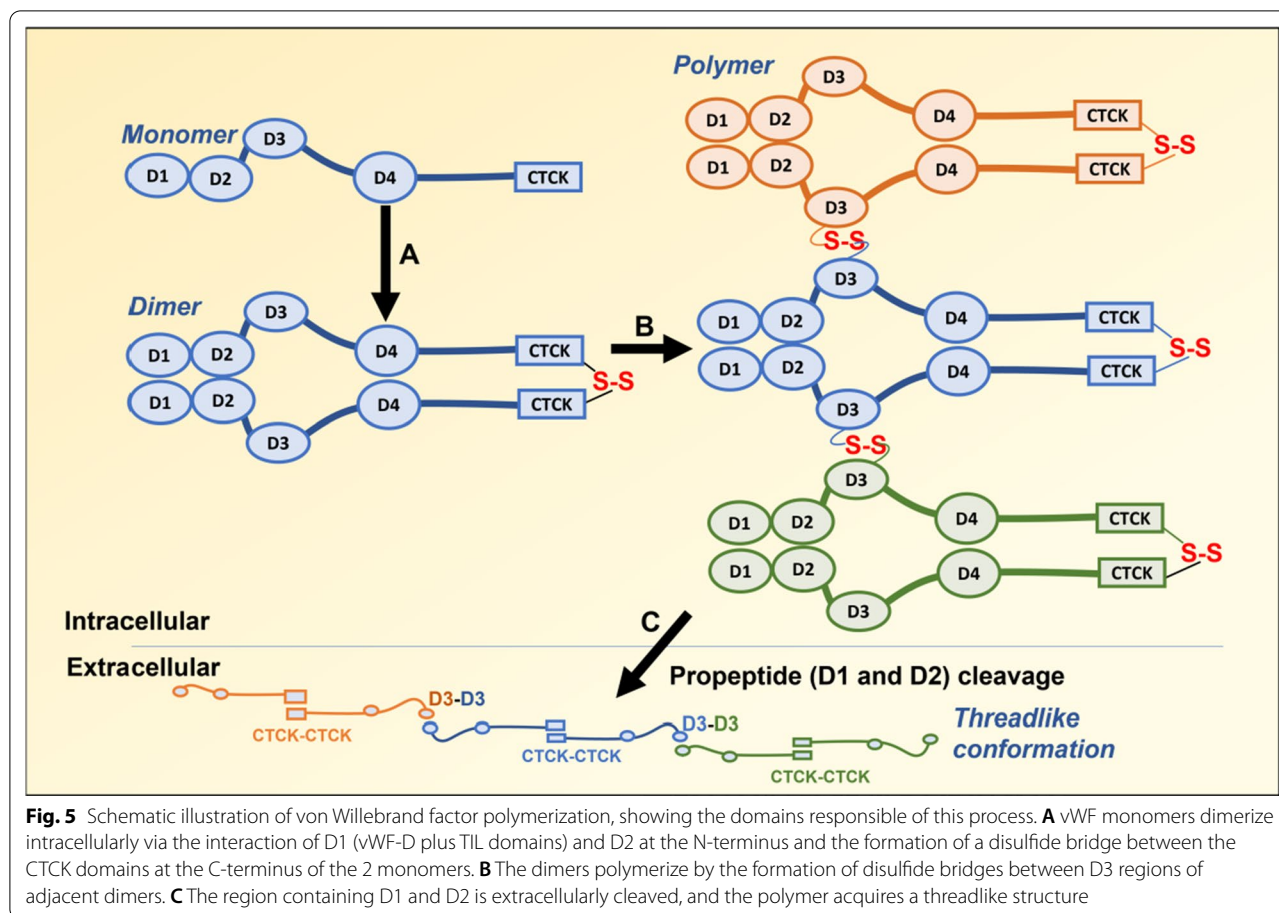 Monomer
D1 D2 D3 D4 CTCK
A
Dimer
D1 D2 D3 D4 CTCK
S-S
D1 D2 D3 D4 CTCK
B
Polymer
D1 D2 D3 D4 CTCK
S-S
D1 D2 D3 D4 CTCK
S-S
D1 D2 D3 D4 CTCK
S-S
D1 D2 D3 D4 CTCK
S-S
D1 D2 D3 D4 CTCK
S-S
D1 D2 D3 D4 CTCK
Intracellular
C
Extracellular
Propeptide (D1 and D2) cleavage
D3-D3
CTCK-CTCK
D3-D3
CTCK-CTCK
Threadlike
conformation
CTCK-CTCK
Fig. 5 Schematic illustration of von Willebrand factor polymerization, showing the domains responsible of this process. A vWF monomers dimerize
intracellularly via the interaction of D1 (vWF-D plus TIL domains) and D2 at the N-terminus and the formation of a disulfide bridge between the
CTCK domains at the C-terminus of the 2 monomers. B The dimers polymerize by the formation of disulfide bridges between D3 regions of
adjacent dimers. C The region containing D1 and D2 is extracellularly cleaved, and the polymer acquires a threadlike structure